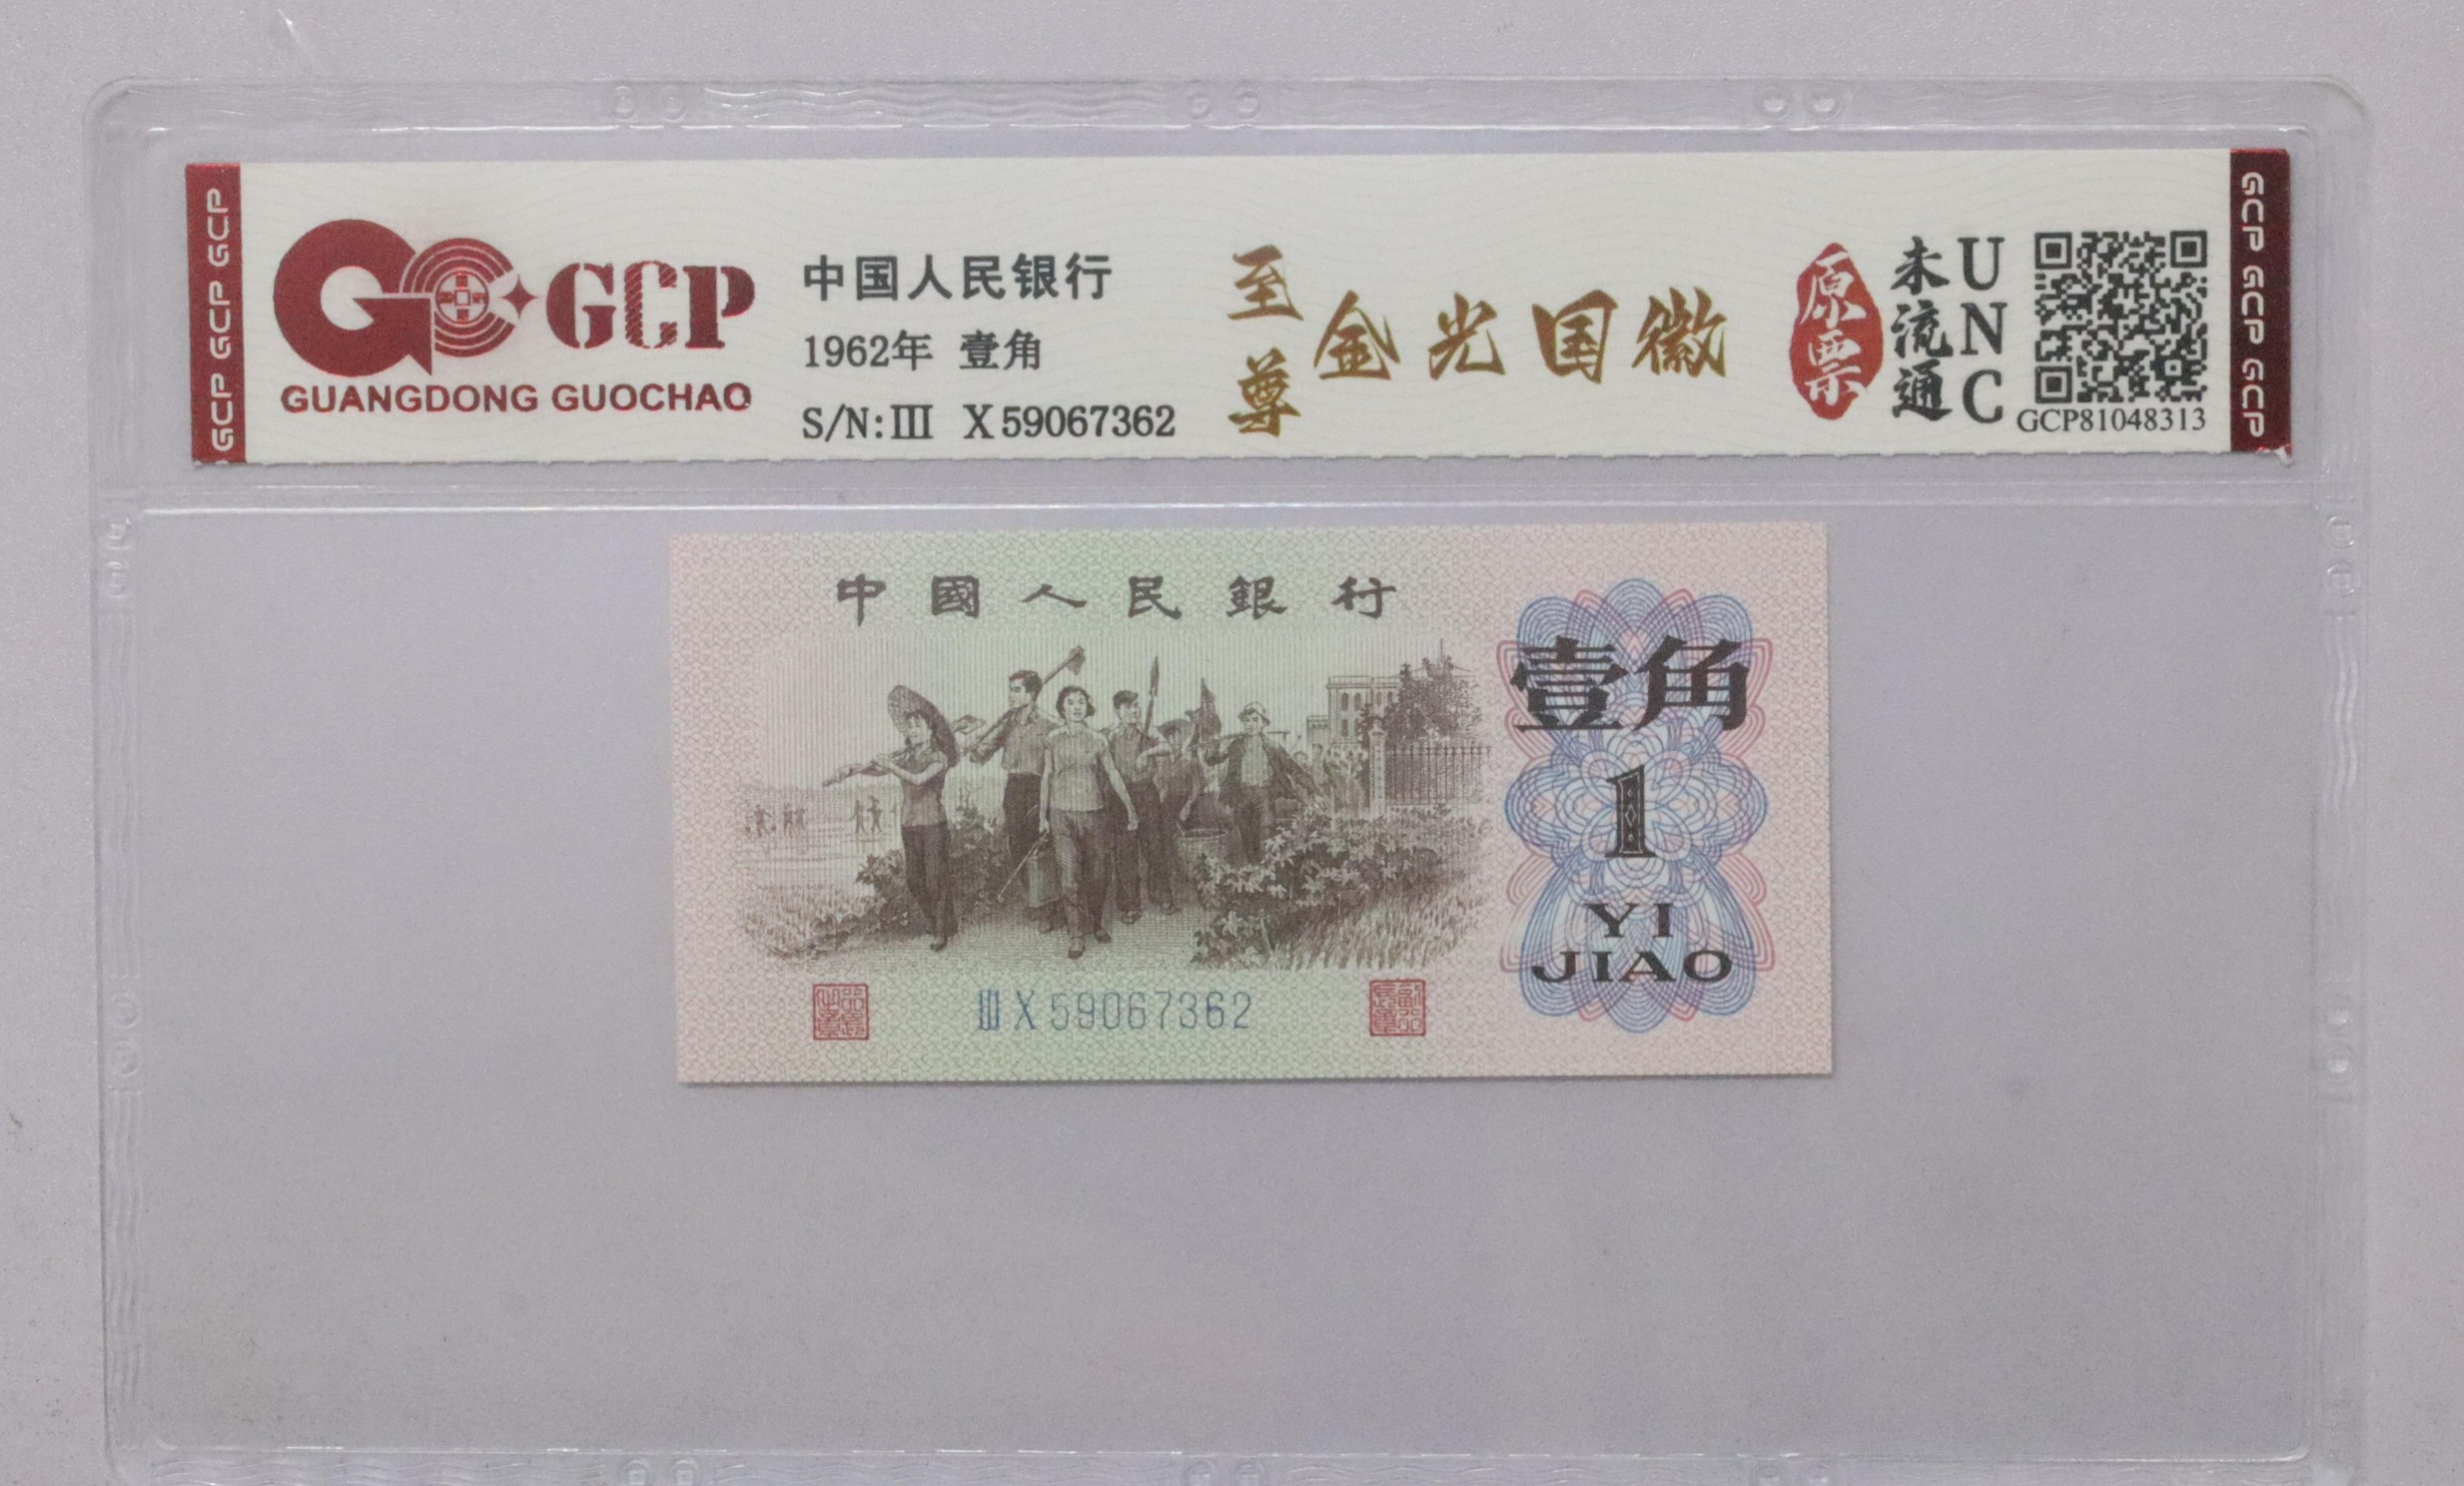 GCP GCP GCP
GCP
GUANGDONG GUOCHAO
中国人民银行
1962年 壹角
S/N:III X59067362
至尊
金光国徽
原票
未流通
UNC
GCP81048313
GCP GCP GCP
中國人民銀行
壹角
1
YI
JIAO
III X 59067362